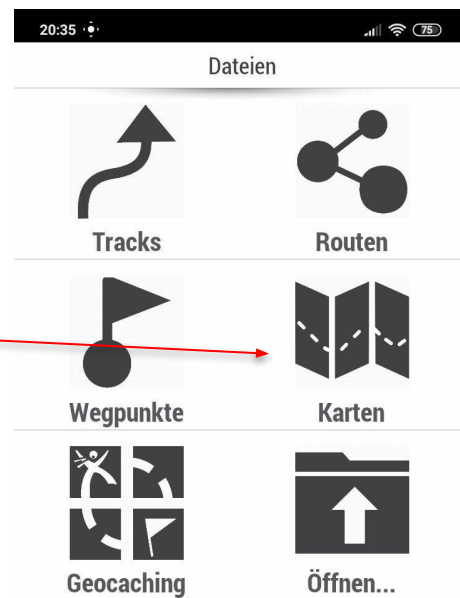 20:35 75
Dateien
Tracks Routen
Wegpunkte Karten
Geocaching Öffnen...